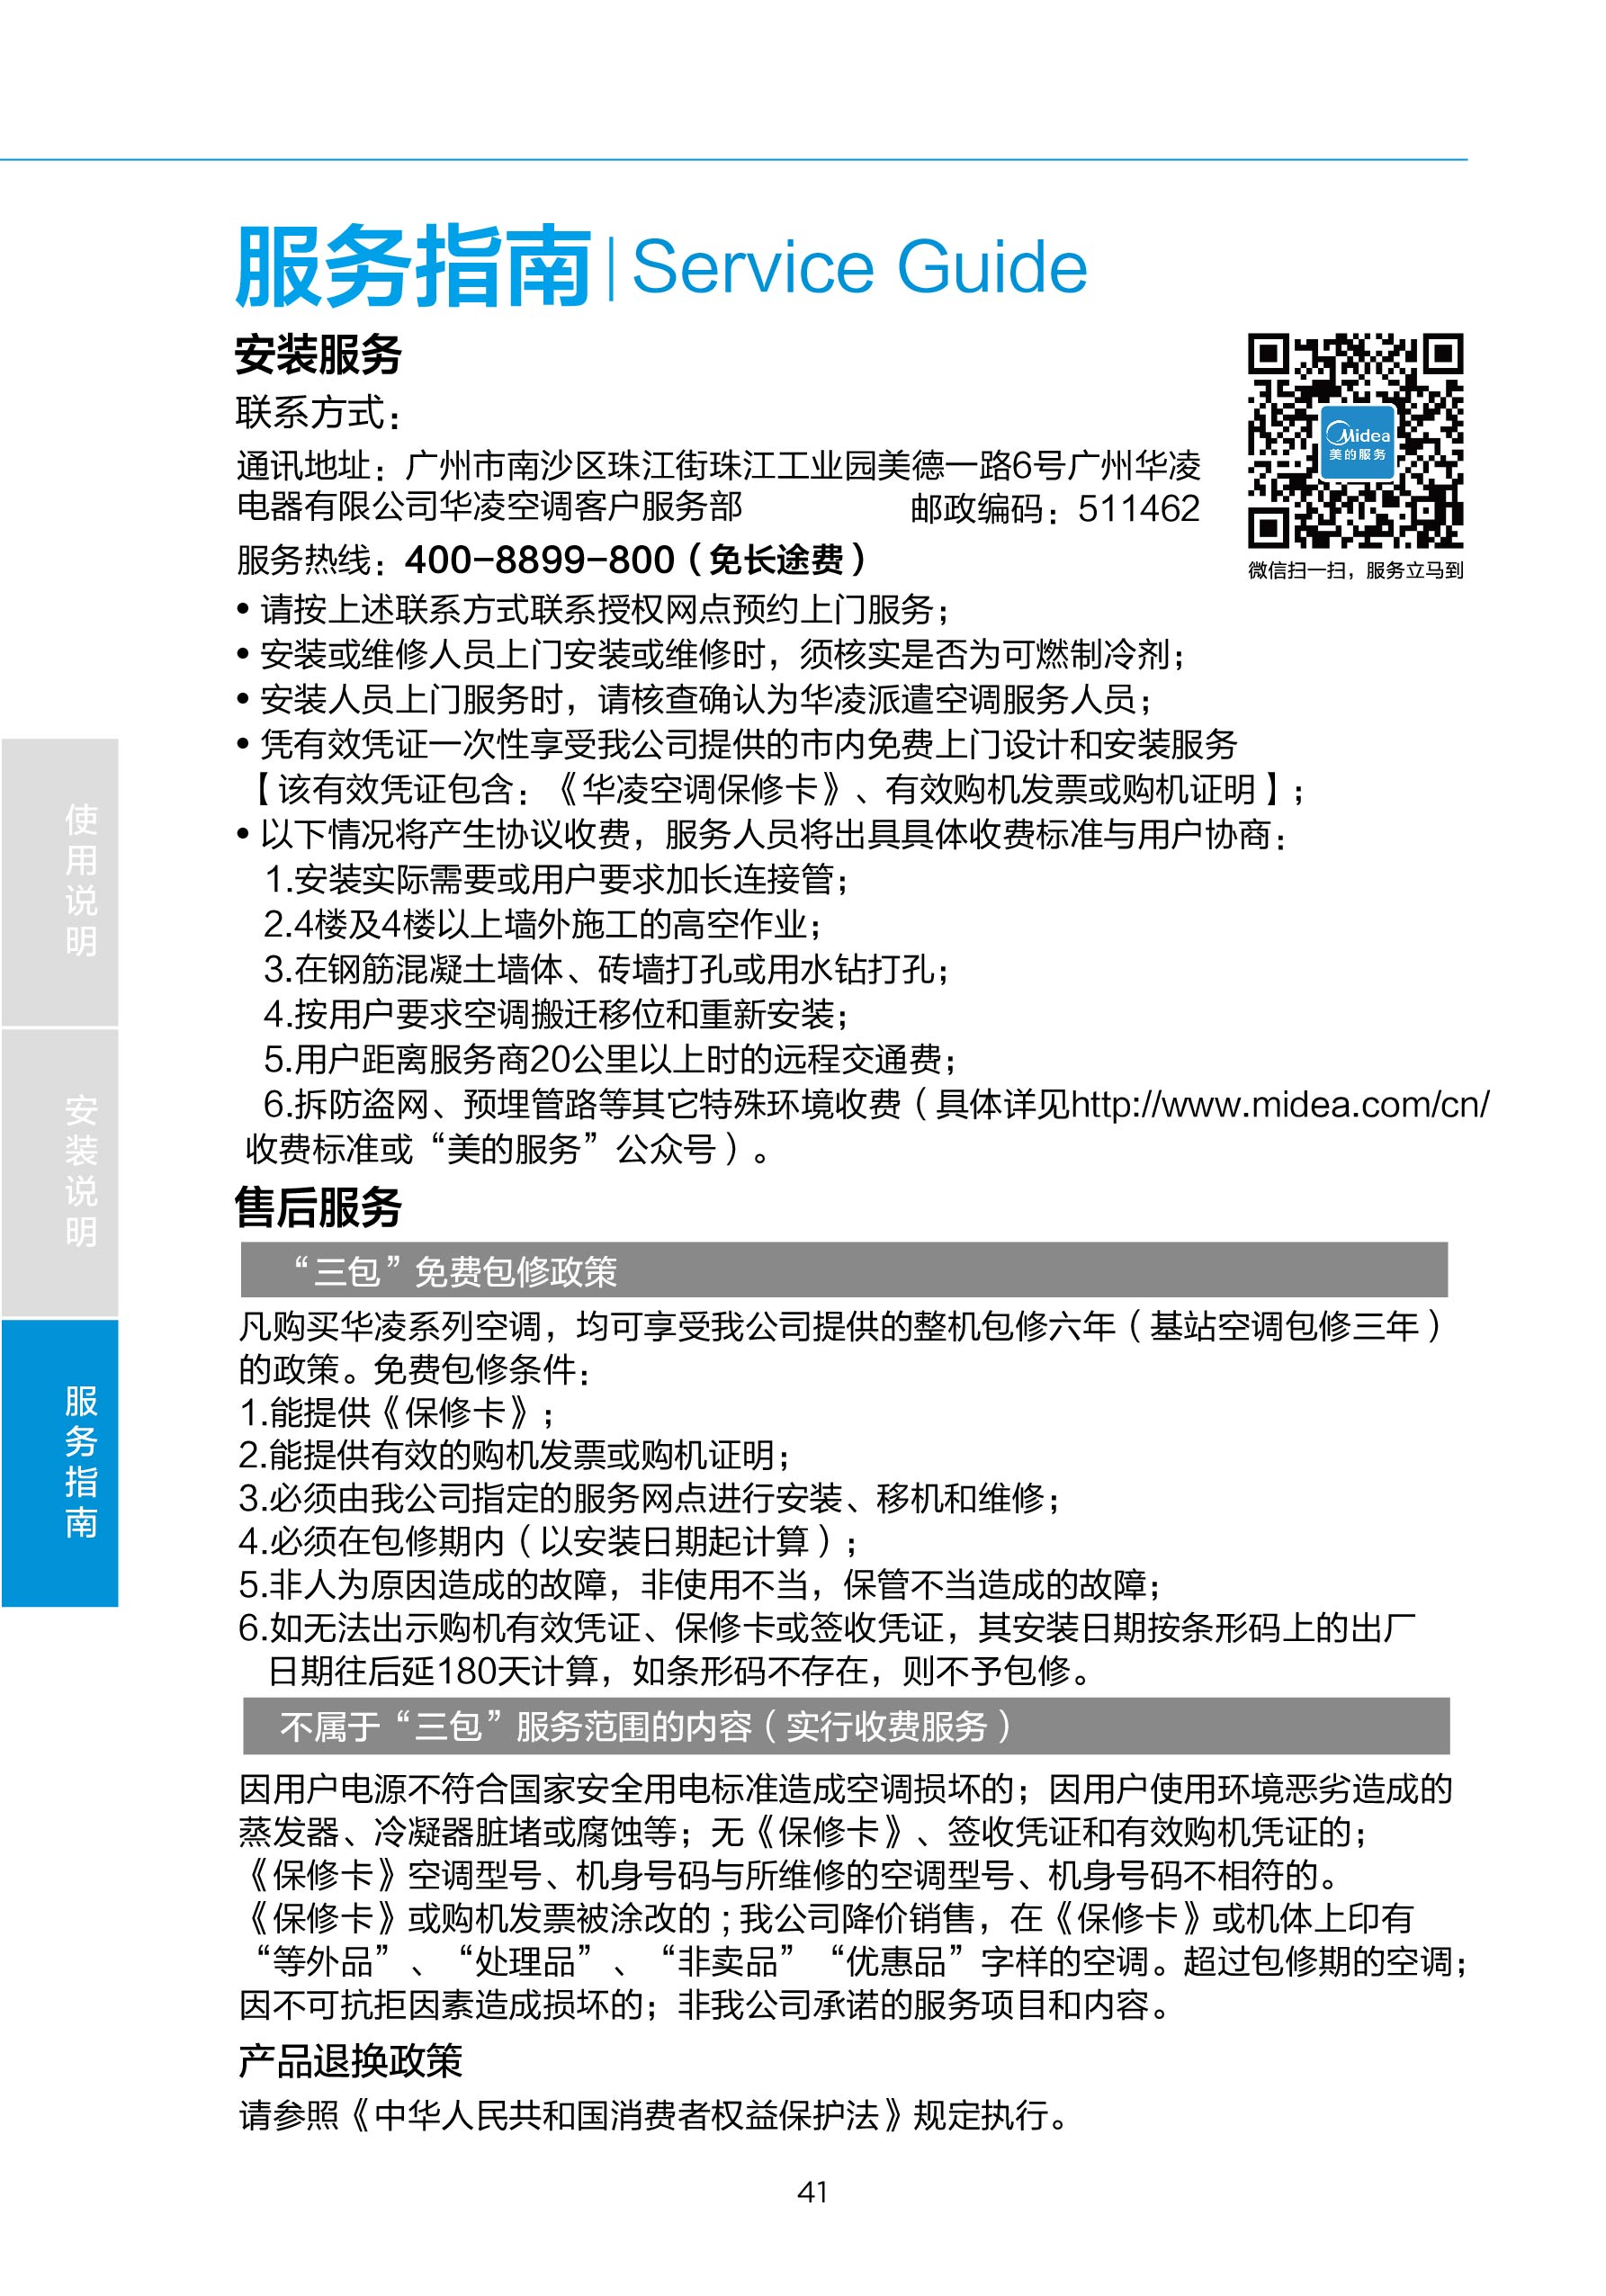 服务指南 | Service Guide
安装服务
联系方式：
通讯地址：广州市南沙区珠江街珠江工业园美德一路6号广州华凌
电器有限公司华凌空调客户服务部 邮政编码：511462
服务热线：400-8899-800（免长途费）
Midea
美的服务
微信扫一扫，服务立马到
• 请按上述联系方式联系授权网点预约上门服务；
• 安装或维修人员上门安装或维修时，须核实是否为可燃制冷剂；
• 安装人员上门服务时，请核查确认为华凌派遣空调服务人员；
• 凭有效凭证一次性享受我公司提供的市内免费上门设计和安装服务
【该有效凭证包含：《华凌空调保修卡》、有效购机发票或购机证明】；
• 以下情况将产生协议收费，服务人员将出具具体收费标准与用户协商：
1.安装实际需要或用户要求加长连接管；
2.4楼及4楼以上墙外施工的高空作业；
3.在钢筋混凝土墙体、砖墙打孔或用水钻打孔；
4.按用户要求空调搬迁移位和重新安装；
5.用户距离服务商20公里以上时的远程交通费；
6.拆防盗网、预埋管路等其它特殊环境收费（具体详见http://www.midea.com/cn/
收费标准或“美的服务”公众号）。
售后服务
“三包”免费包修政策
凡购买华凌系列空调，均可享受我公司提供的整机包修六年（基站空调包修三年）
的政策。免费包修条件：
1.能提供《保修卡》；
2.能提供有效的购机发票或购机证明；
3.必须由我公司指定的服务网点进行安装、移机和维修；
4.必须在包修期内（以安装日期起计算）；
5.非人为原因造成的故障，非使用不当，保管不当造成的故障；
6.如无法出示购机有效凭证、保修卡或签收凭证，其安装日期按条形码上的出厂
日期往后延180天计算，如条形码不存在，则不予包修。
不属于“三包”服务范围的内容（实行收费服务）
因用户电源不符合国家安全用电标准造成空调损坏的；因用户使用环境恶劣造成的
蒸发器、冷凝器脏堵或腐蚀等；无《保修卡》、签收凭证和有效购机凭证的；
《保修卡》空调型号、机身号码与所维修的空调型号、机身号码不相符的。
《保修卡》或购机发票被涂改的；我公司降价销售，在《保修卡》或机体上印有
“等外品”、“处理品”、“非卖品”“优惠品”字样的空调。超过包修期的空调；
因不可抗拒因素造成损坏的；非我公司承诺的服务项目和内容。
产品退换政策
请参照《中华人民共和国消费者权益保护法》规定执行。
使用说明
安装说明
服务指南
41